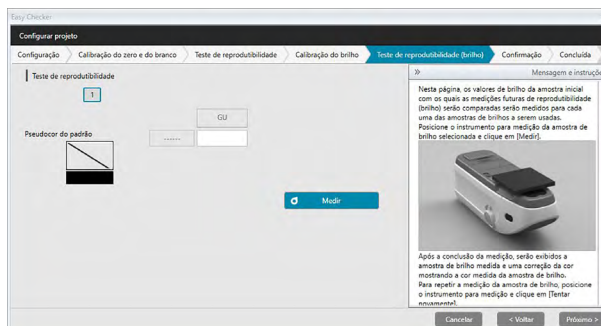 Easy Checker
Configurar projeto
Configuração Calibração do zero e do branco Teste de reprodutibilidade Calibração do brilho Teste de reprodutibilidade (brilho) Confirmação Concluída
Teste de reprodutibilidade
1
GU
Pseudocor do padrão
------
Medir
» Mensagem e instruçõ
Nesta página, os valores de brilho da amostra inicial
com os quais as medições futuras de reprodutibilidade
(brilho) serão comparadas serão medidos para cada
uma das amostras de brilho a serem usadas.
Posicione o instrumento para medição da amostra de
brilho selecionada e clique em [Medir].
Após a conclusão da medição, serão exibidos a
amostra de brilho medida e uma correção da cor
mostrando a cor medida da amostra de brilho.
Para repetir a medição da amostra de brilho, posicione
o instrumento para medição e clique em [Tentar
novamente].
Cancelar < Voltar Próximo >